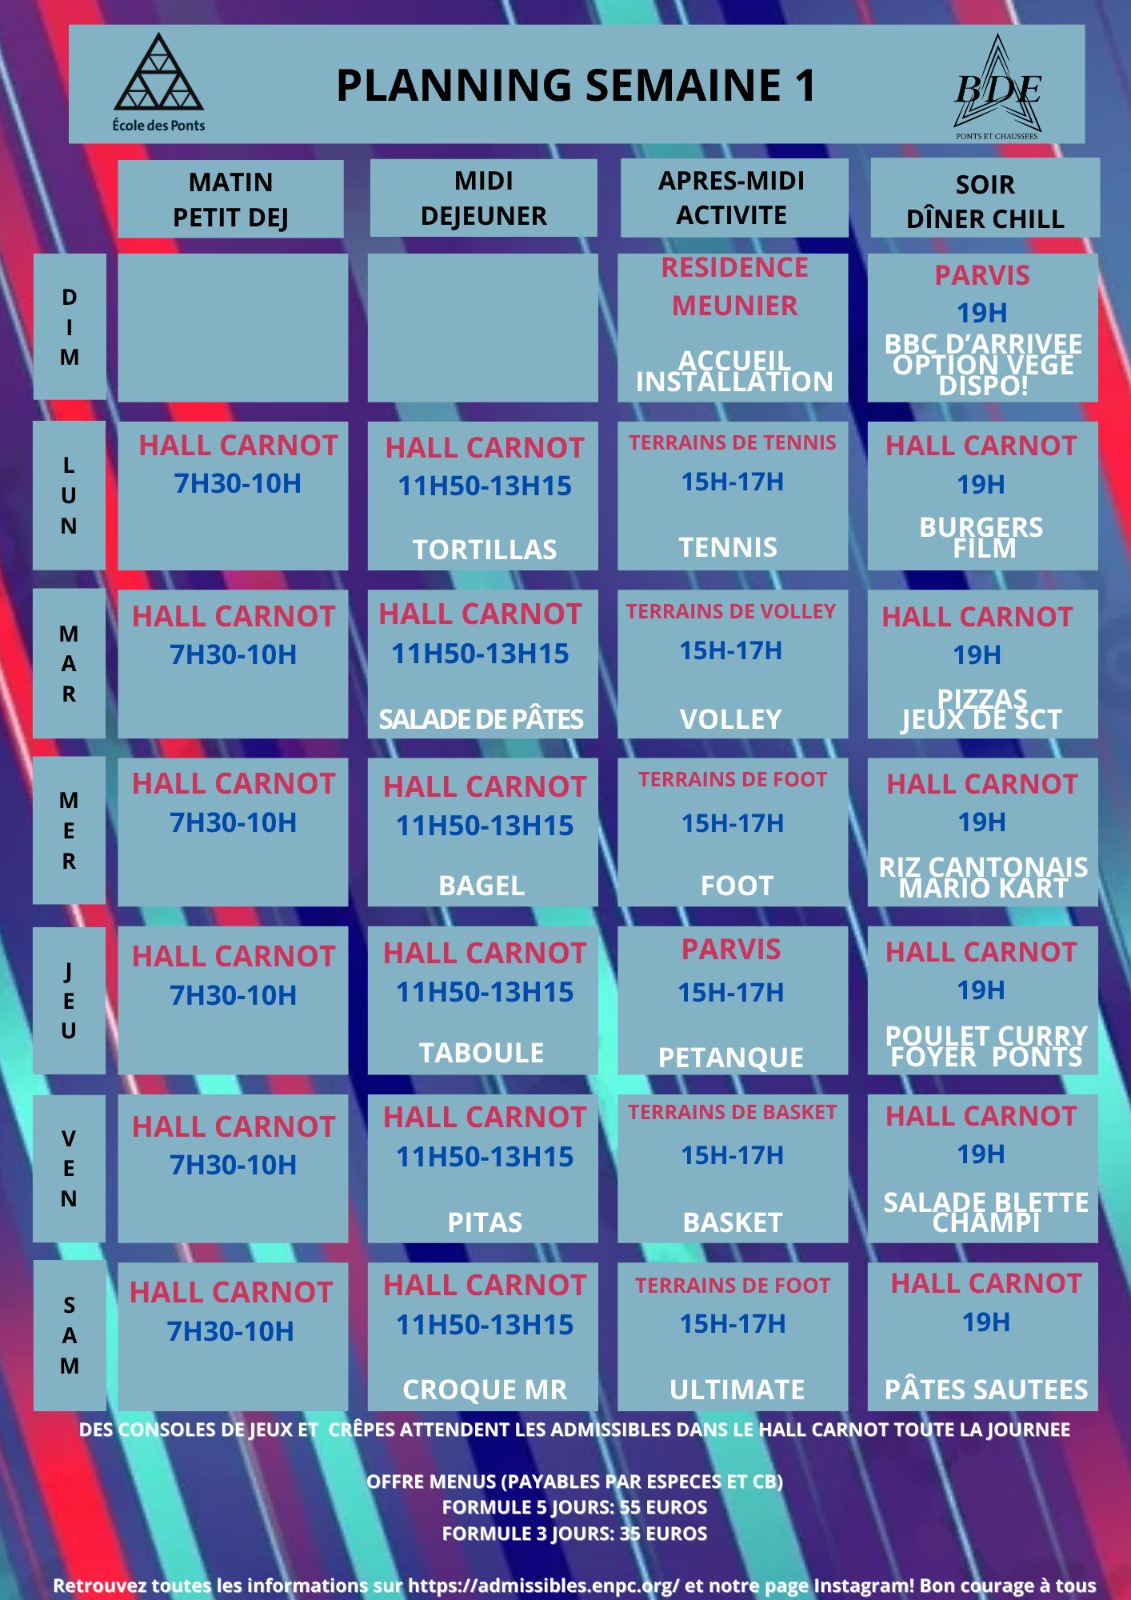 École des Ponts
PLANNING SEMAINE 1
BDE
PONTS ET CHAUSSEES
MATIN
PETIT DEJ
MIDI
DEJEUNER
APRES-MIDI
ACTIVITE
SOIR
DÎNER CHILL
DIM
RESIDENCE
MEUNIER
ACCUEIL
INSTALLATION
PARVIS
19H
BBC D'ARRIVEE
OPTION VEGE
DISPO!
LUN
HALL CARNOT
7H30-10H
HALL CARNOT
11H50-13H15
TORTILLAS
TERRAINS DE TENNIS
15H-17H
TENNIS
HALL CARNOT
19H
BURGERS
FILM
MAR
HALL CARNOT
7H30-10H
HALL CARNOT
11H50-13H15
SALADE DE PÂTES
TERRAINS DE VOLLEY
15H-17H
VOLLEY
HALL CARNOT
19H
PIZZAS
JEUX DE SCT
MER
HALL CARNOT
7H30-10H
HALL CARNOT
11H50-13H15
BAGEL
TERRAINS DE FOOT
15H-17H
FOOT
HALL CARNOT
19H
RIZ CANTONAIS
MARIO KART
JEU
HALL CARNOT
7H30-10H
HALL CARNOT
11H50-13H15
TABOULE
PARVIS
15H-17H
PETANQUE
HALL CARNOT
19H
POULET CURRY
FOYER PONTS
VEN
HALL CARNOT
7H30-10H
HALL CARNOT
11H50-13H15
PITAS
TERRAINS DE BASKET
15H-17H
BASKET
HALL CARNOT
19H
SALADE BLETTE
CHAMPI
SAM
HALL CARNOT
7H30-10H
HALL CARNOT
11H50-13H15
CROQUE MR
TERRAINS DE FOOT
15H-17H
ULTIMATE
HALL CARNOT
19H
PÂTES SAUTEES
DES CONSOLES DE JEUX ET CRÊPES ATTENDENT LES ADMISSIBLES DANS LE HALL CARNOT TOUTE LA JOURNEE
OFFRE MENUS (PAYABLES PAR ESPECES ET CB)
FORMULE 5 JOURS: 55 EUROS
FORMULE 3 JOURS: 35 EUROS
Retrouvez toutes les informations sur https://admissibles.enpc.org/ et notre page Instagram! Bon courage à tous